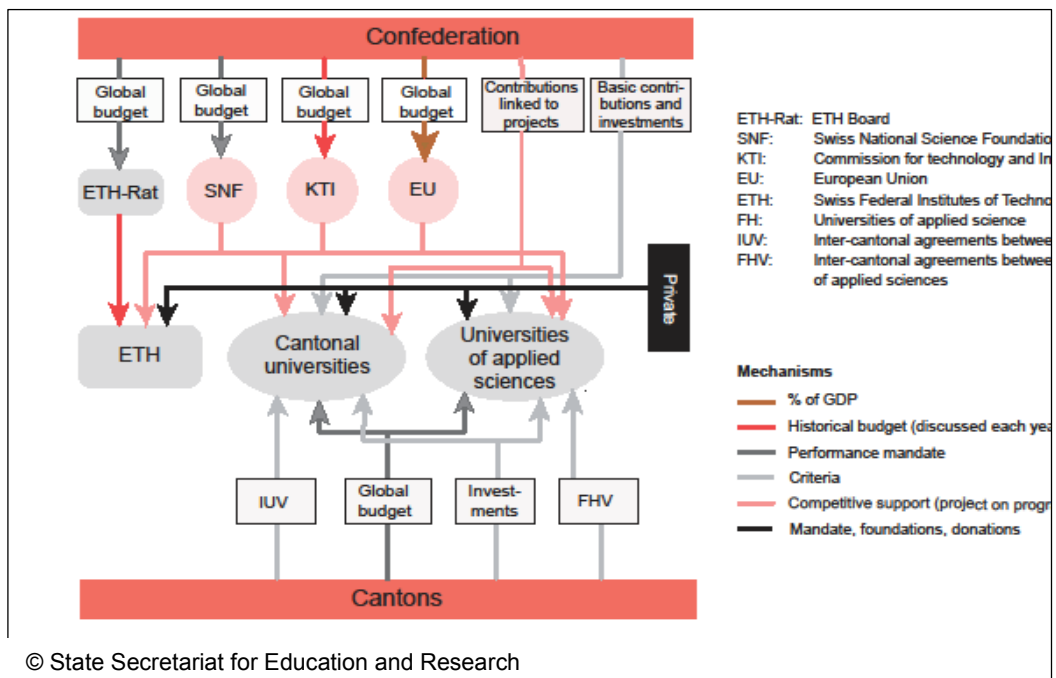 Confederation
Global
budget
Global
budget
Global
budget
Global
budget
Contributions
linked to
projects
Basic contri-
butions and
investments
ETH-Rat
SNF
KTI
EU
Private
ETH
Cantonal
universities
Universities
of applied
sciences
IUV
Global
budget
Invest-
ments
FHV
Cantons
ETH-Rat: ETH Board
SNF: Swiss National Science Foundatio
KTI: Commission for technology and In
EU: European Union
ETH: Swiss Federal Institutes of Techno
FH: Universities of applied science
IUV: Inter-cantonal agreements betwee
FHV: Inter-cantonal agreements betwee
of applied sciences
Mechanisms
% of GDP
Historical budget (discussed each yea
Performance mandate
Criteria
Competitive support (project on progr
Mandate, foundations, donations
© State Secretariat for Education and Research